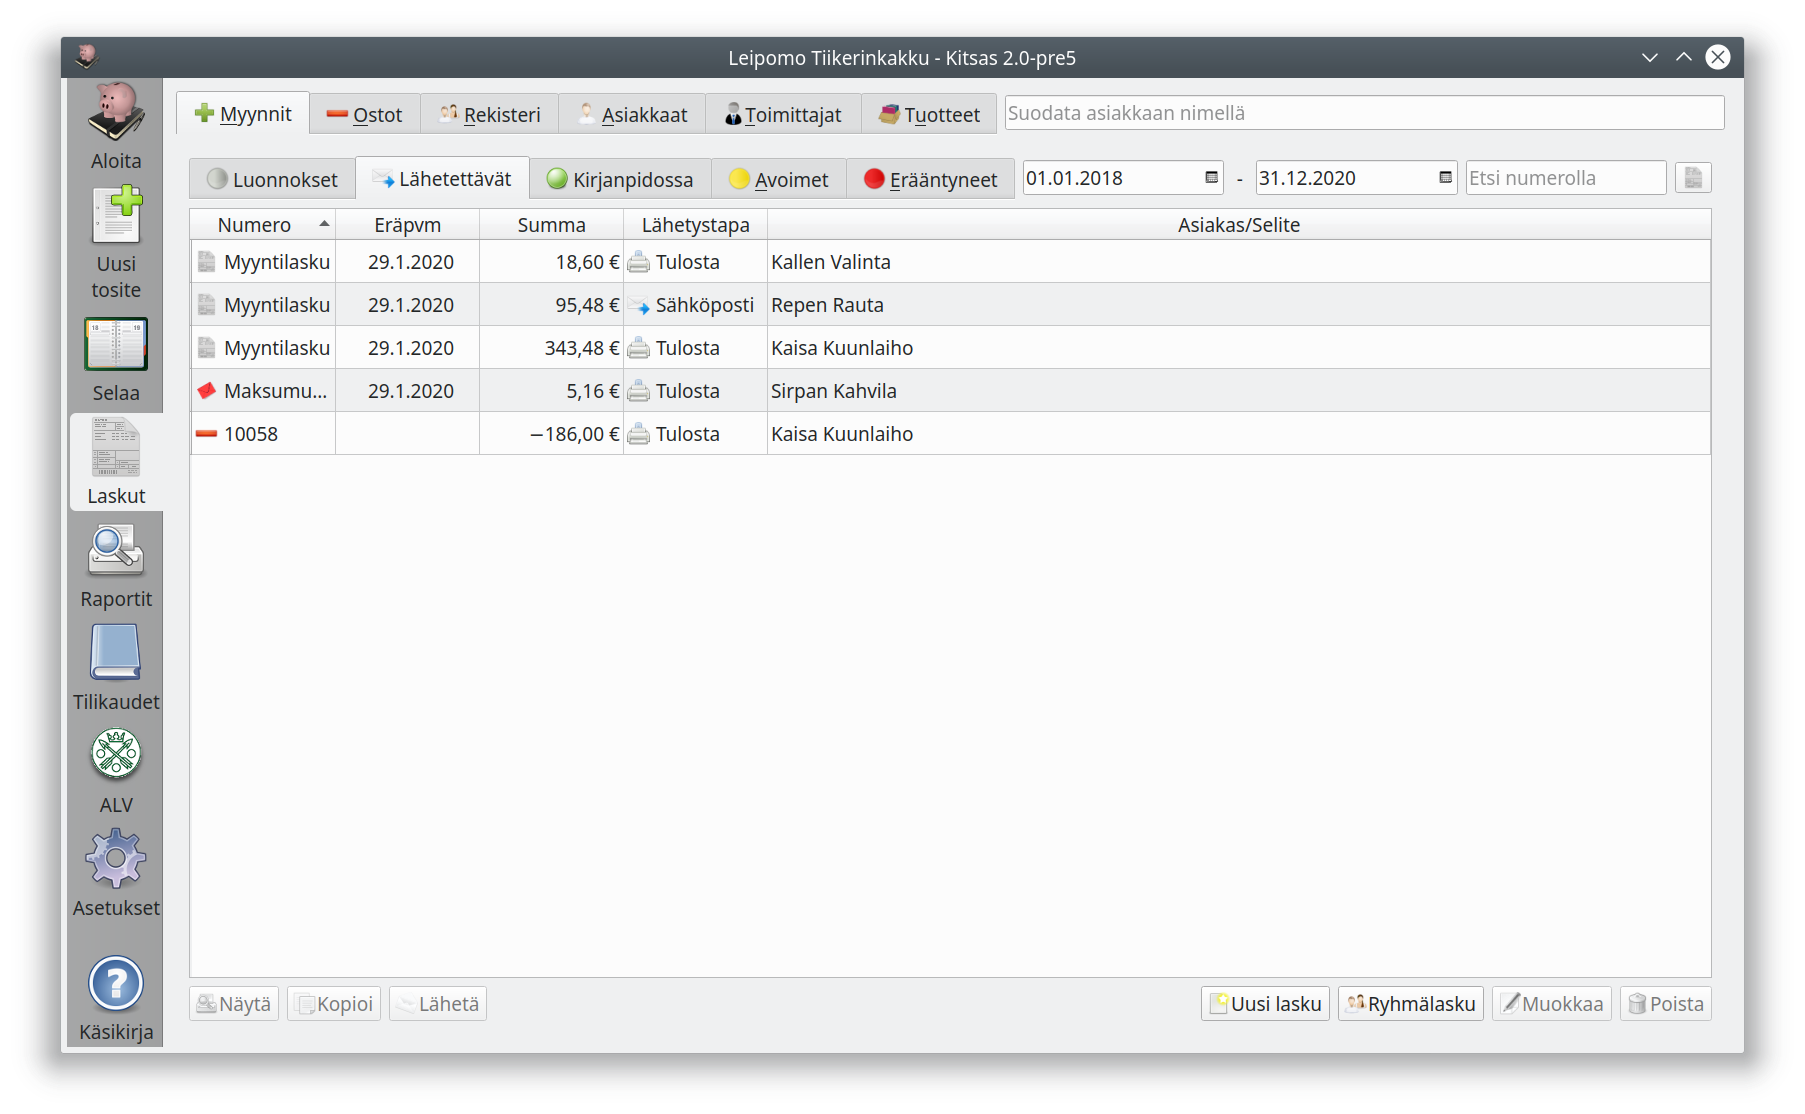 Leipomo Tiikerinkakku - Kitsas 2.0-pre5
Aloita
Uusi
tosite
Selaa
Laskut
Raportit
Tilikaudet
ALV
Asetukset
Käsikirja
Myynnit Ostot Rekisteri Asiakkaat Toimittajat Tuotteet Suodata asiakkaan nimellä
Luonnokset Lähetettävät Kirjanpidossa Avoimet Erääntyneet 01.01.2018 - 31.12.2020 Etsi numerolla
Numero Eräpvm Summa Lähetystapa Asiakas/Selite
Myyntilasku 29.1.2020 18,60 € Tulosta Kallen Valinta
Myyntilasku 29.1.2020 95,48 € Sähköposti Repen Rauta
Myyntilasku 29.1.2020 343,48 € Tulosta Kaisa Kuunlaiho
Maksumu... 29.1.2020 5,16 € Tulosta Sirpan Kahvila
10058 −186,00 € Tulosta Kaisa Kuunlaiho
Näytä Kopioi Lähetä Uusi lasku Ryhmälasku Muokkaa Poista